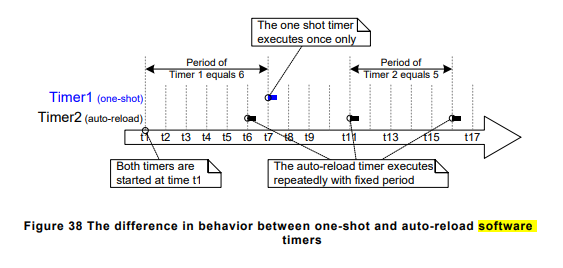 The one shot timer
executes once only
Period of
Timer 1 equals 6
Period of
Timer 2 equals 5
Timer1 (one-shot)
Timer2 (auto-reload)
t1 t2 t3 t4 t5 t6 t7 t8 t9 t11 t13 t15 t17
Both timers are
started at time t1
The auto-reload timer executes
repeatedly with fixed period
Figure 38 The difference in behavior between one-shot and auto-reload software
timers